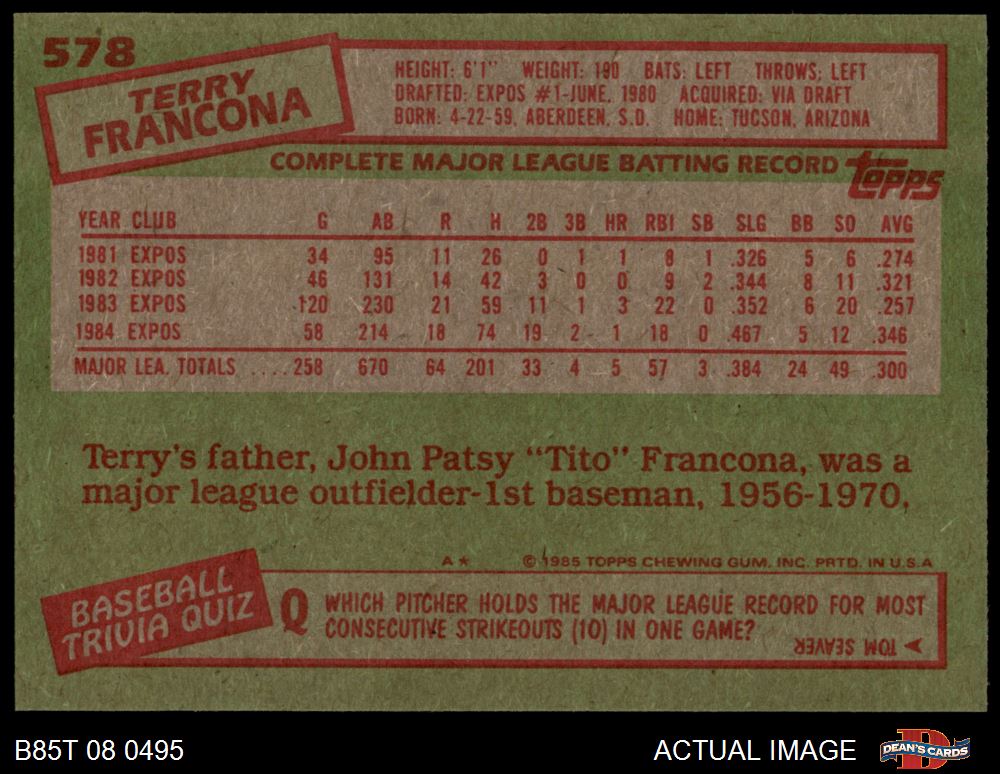 578
TERRY
FRANCONA
HEIGHT: 6'1" WEIGHT: 190 BATS: LEFT THROWS: LEFT
DRAFTED: EXPOS #1-JUNE, 1980 ACQUIRED: VIA DRAFT
BORN: 4-22-59, ABERDEEN, S.D. HOME: TUCSON, ARIZONA
COMPLETE MAJOR LEAGUE BATTING RECORD
Topps
YEAR CLUB G AB R H 2B 3B HR RBI SB SLG BB SO AVG
1981 EXPOS 34 95 11 26 0 1 1 8 1 .326 5 6 .274
1982 EXPOS 46 131 14 42 3 0 0 9 2 .344 8 11 .321
1983 EXPOS 120 230 21 59 11 1 3 22 0 .352 6 20 .257
1984 EXPOS 58 214 18 74 19 2 1 18 0 .467 5 12 .346
MAJOR LEA. TOTALS ....258 670 64 201 33 4 5 57 3 .384 24 49 .300
Terry's father, John Patsy "Tito" Francona, was a
major league outfielder-1st baseman, 1956-1970.
A* © 1985 TOPPS CHEWING GUM, INC. PRTD. IN U.S.A
BASEBALL
TRIVIA QUIZ
Q WHICH PITCHER HOLDS THE MAJOR LEAGUE RECORD FOR MOST
CONSECUTIVE STRIKEOUTS (10) IN ONE GAME?
TOM SEAVER
B85T 08 0495
ACTUAL IMAGE
DEAN'S CARDS